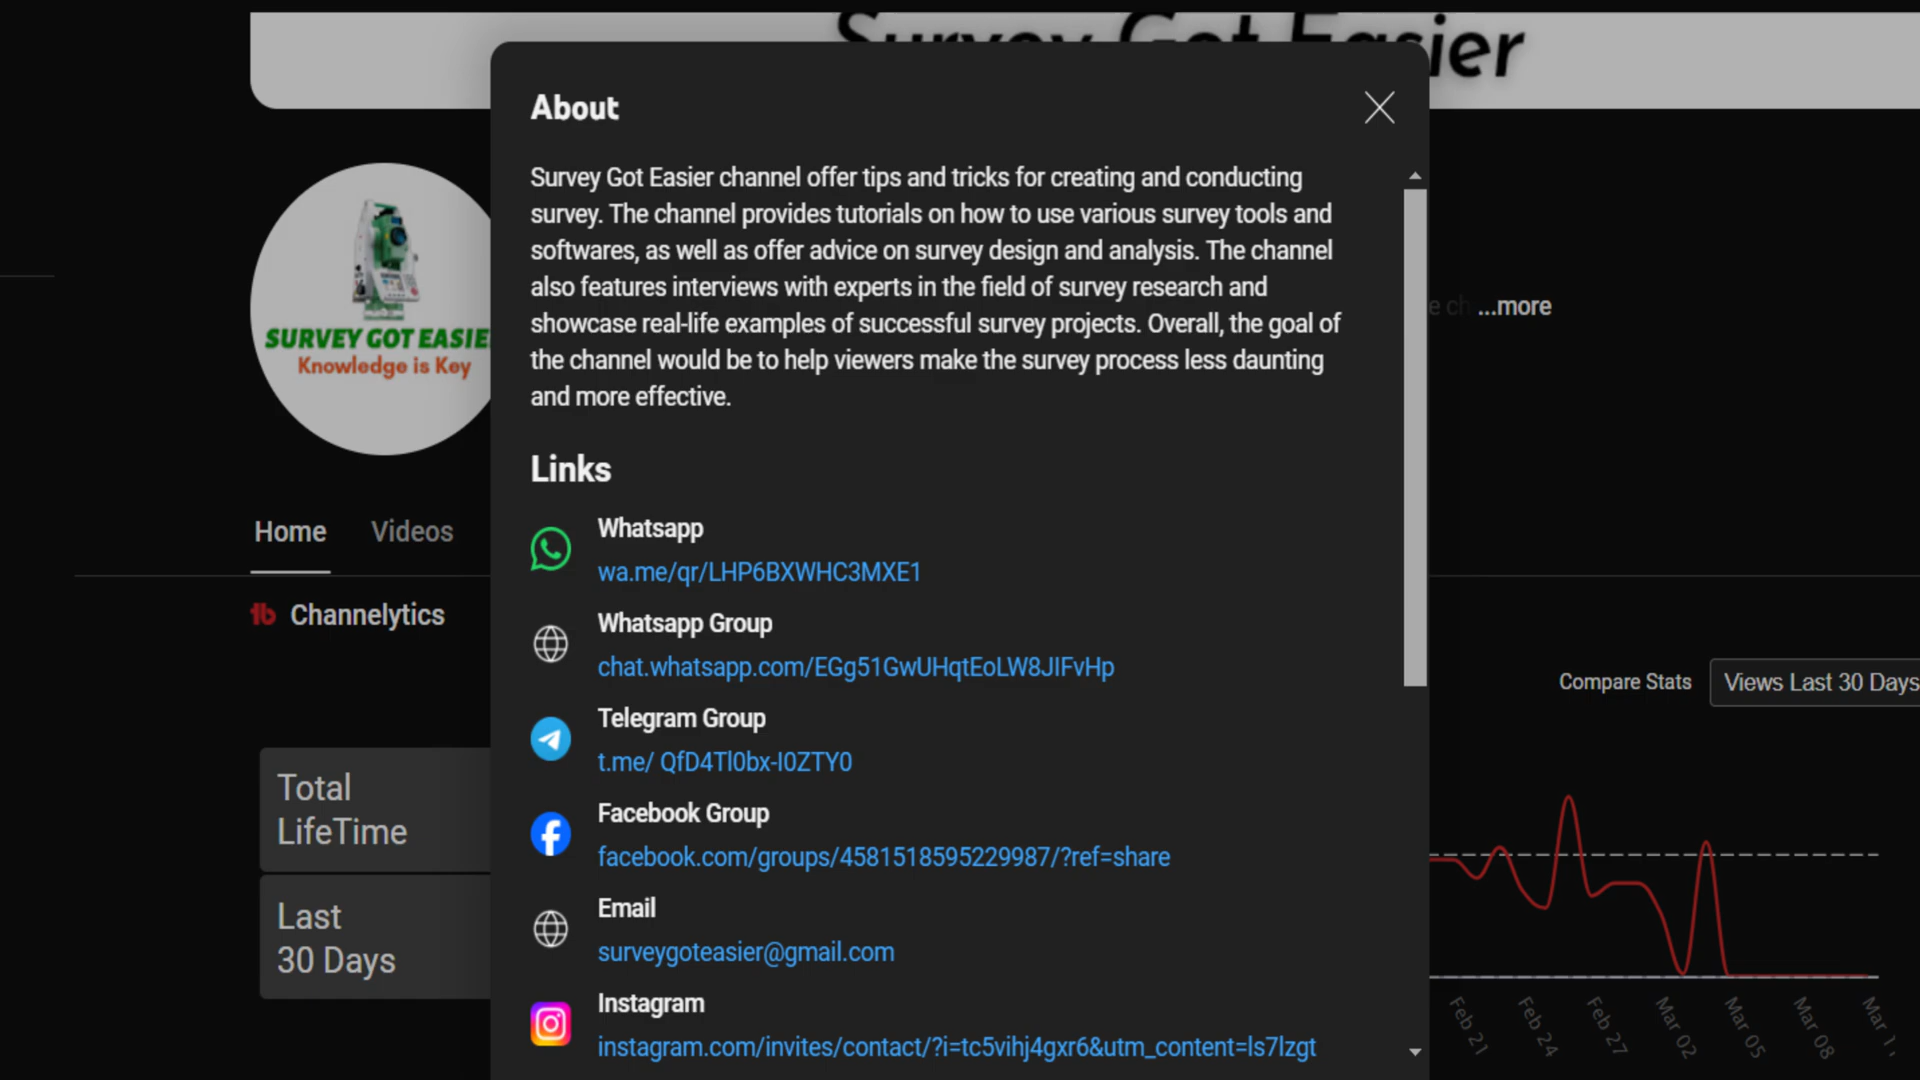 Survey Got Easier
About
Survey Got Easier channel offer tips and tricks for creating and conducting
survey. The channel provides tutorials on how to use various survey tools and
softwares, as well as offer advice on survey design and analysis. The channel
also features interviews with experts in the field of survey research and
showcase real-life examples of successful survey projects. Overall, the goal of
the channel would be to help viewers make the survey process less daunting
and more effective.
SURVEY GOT EASIE
Knowledge is Key
...more
Links
Whatsapp
wa.me/qr/LHP6BXWHC3MXE1
Whatsapp Group
chat.whatsapp.com/EGg51GwUHqtEoLW8JIFvHp
Telegram Group
t.me/ QfD4Tl0bx-I0ZTY0
Facebook Group
facebook.com/groups/4581518595229987/?ref=share
Email
surveygoteasier@gmail.com
Instagram
instagram.com/invites/contact/?i=tc5vihj4gxr6&utm_content=ls7lzgt
Home Videos
Channelytics
Total
LifeTime
Last
30 Days
Compare Stats Views Last 30 Days
Feb 21 Feb 24 Feb 27 Mar 02 Mar 05 Mar 08 Mar